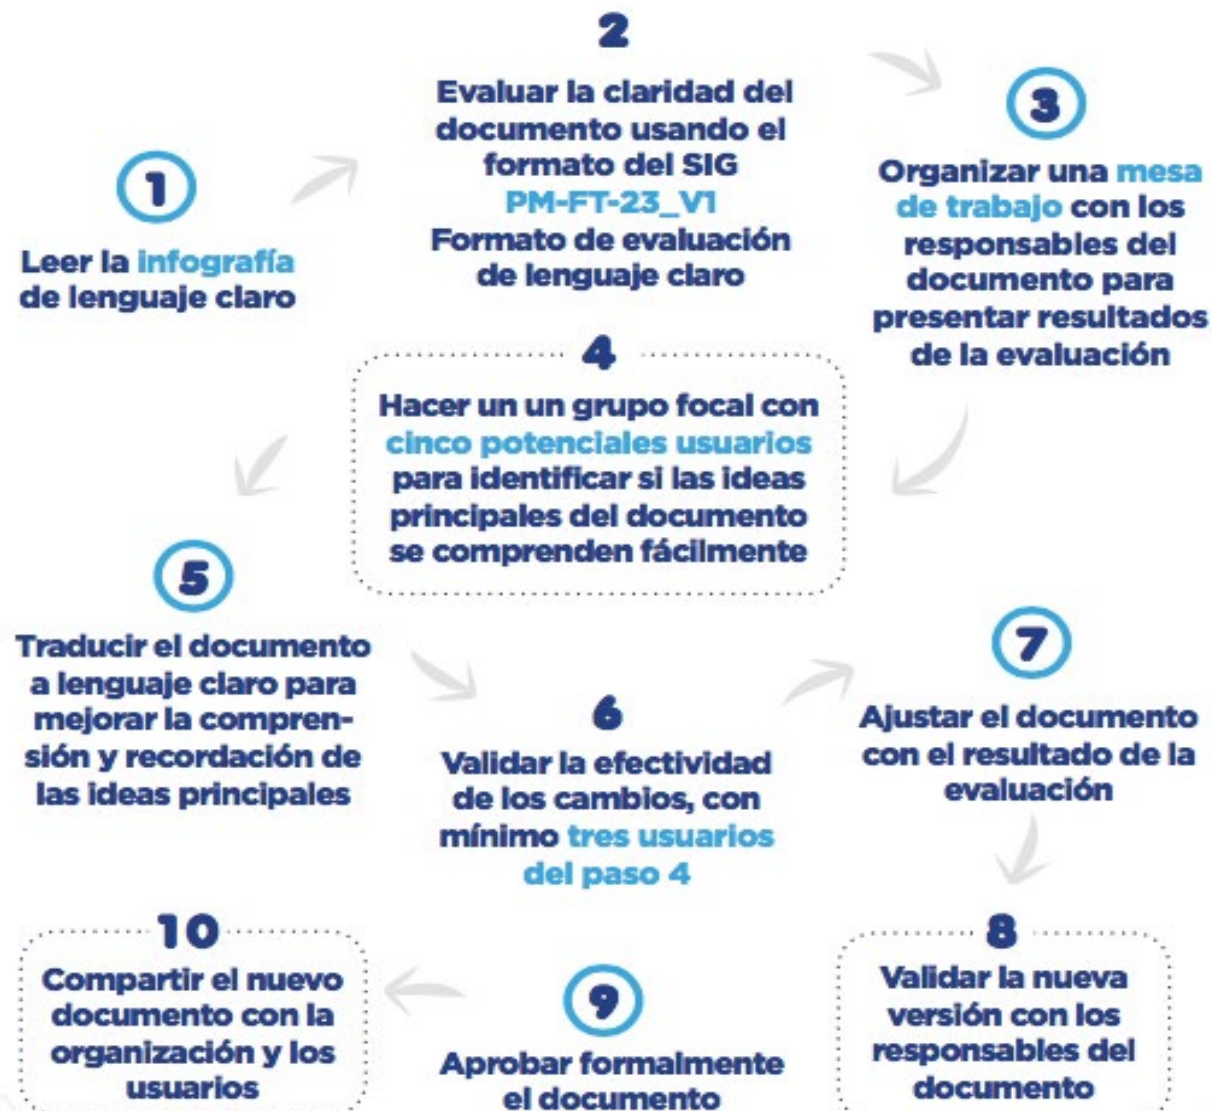 1
Leer la infografía
de lenguaje claro
2
Evaluar la claridad del
documento usando el
formato del SIG
PM-FT-23_V1
Formato de evaluación
de lenguaje claro
3
Organizar una mesa
de trabajo con los
responsables del
documento para
presentar resultados
de la evaluación
4
Hacer un un grupo focal con
cinco potenciales usuarios
para identificar si las ideas
principales del documento
se comprenden fácilmente
5
Traducir el documento
a lenguaje claro para
mejorar la compren-
sión y recordación de
las ideas principales
6
Validar la efectividad
de los cambios, con
mínimo tres usuarios
del paso 4
7
Ajustar el documento
con el resultado de la
evaluación
8
Validar la nueva
versión con los
responsables del
documento
9
Aprobar formalmente
el documento
10
Compartir el nuevo
documento con la
organización y los
usuarios